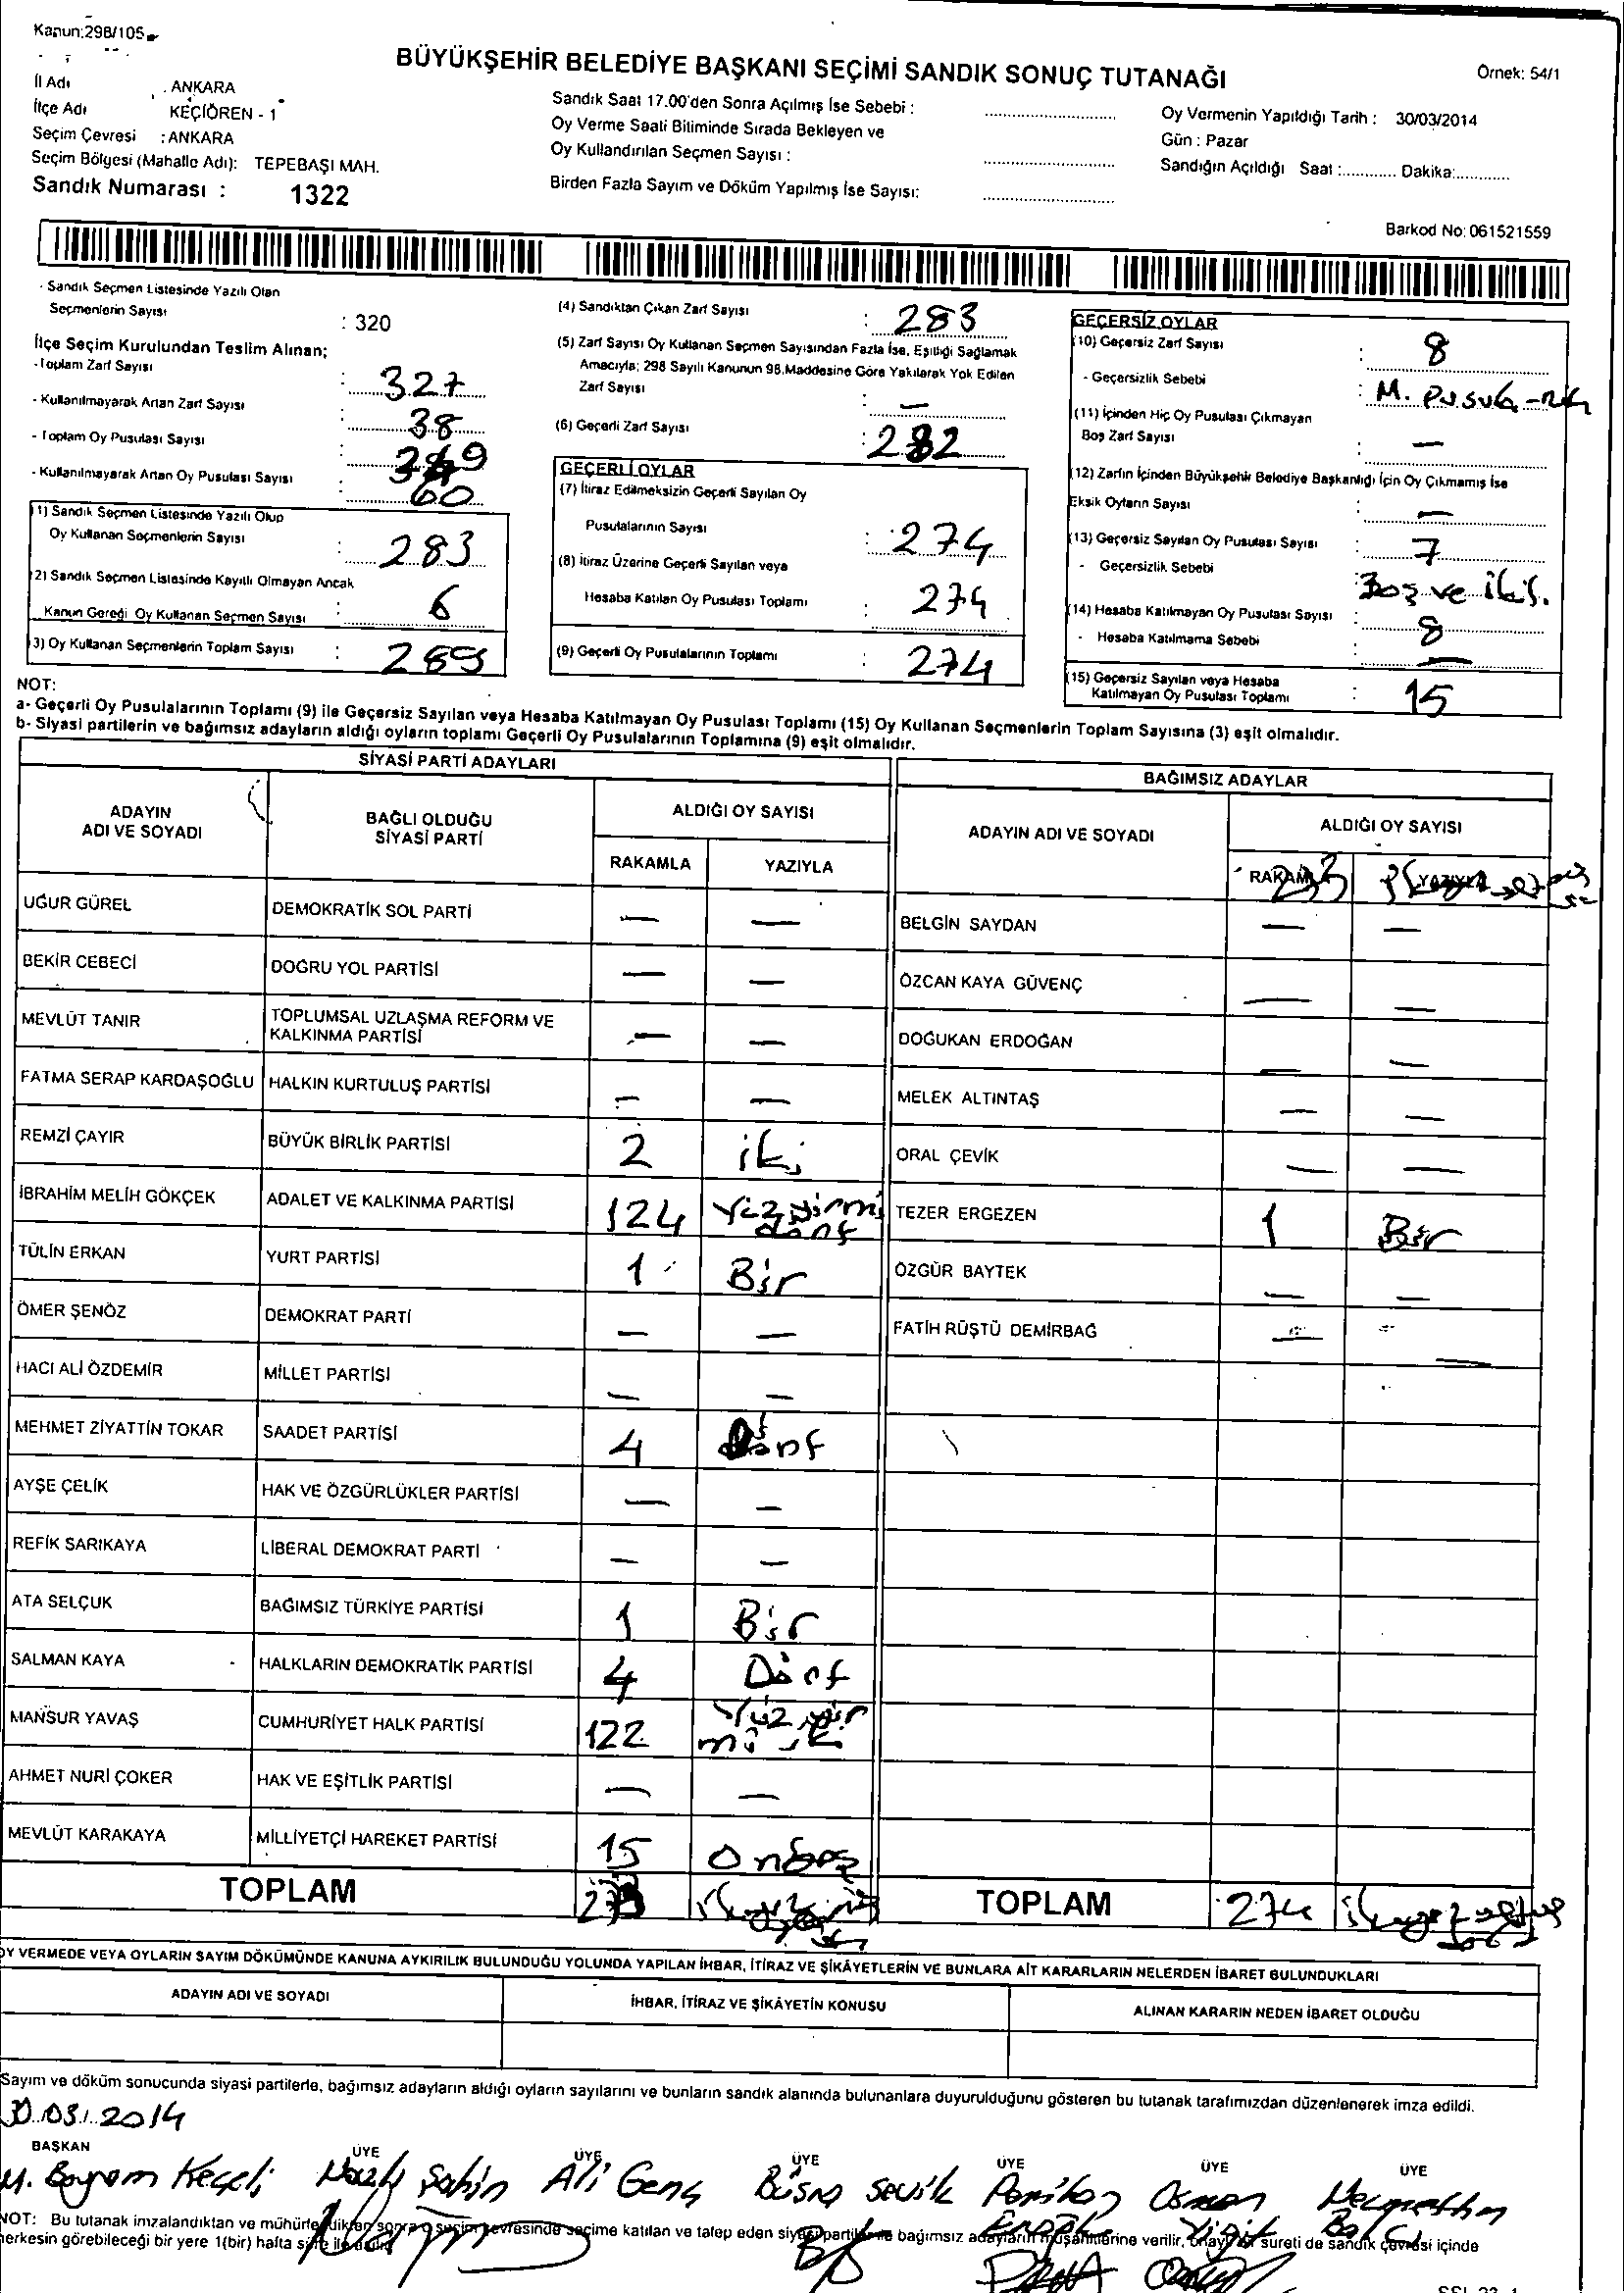 Kanun:298/105
BÜYÜKŞEHİR BELEDİYE BAŞKANI SEÇİMİ SANDIK SONUÇ TUTANAĞI
Örnek: 54/1
İl Adı : ANKARA
İlçe Adı KEÇİÖREN - 1
Seçim Çevresi : ANKARA
Seçim Bölgesi (Mahalle Adı): TEPEBAŞI MAH.
Sandık Numarası : 1322
Sandık Saat 17.00'den Sonra Açılmış İse Sebebi :
Oy Verme Saati Bitiminde Sırada Bekleyen ve
Oy Kullandırılan Seçmen Sayısı :
Birden Fazla Sayım ve Döküm Yapılmış İse Sayısı:
Oy Vermenin Yapıldığı Tarih : 30/03/2014
Gün : Pazar
Sandığın Açıldığı Saat :............ Dakika:............
Barkod No: 061521559
- Sandık Seçmen Listesinde Yazılı Olan
Seçmenlerin Sayısı : 320
İlçe Seçim Kurulundan Teslim Alınan;
- Toplam Zarf Sayısı : 327
- Kullanılmayarak Artan Zarf Sayısı : 38
- Toplam Oy Pusulası Sayısı :
- Kullanılmayarak Artan Oy Pusulası Sayısı : 60
(1) Sandık Seçmen Listesinde Yazılı Olup
Oy Kullanan Seçmenlerin Sayısı : 283
(2) Sandık Seçmen Listesinde Kayıtlı Olmayan Ancak
Kanun Gereği Oy Kullanan Seçmen Sayısı : 6
(3) Oy Kullanan Seçmenlerin Toplam Sayısı : 289
(4) Sandıktan Çıkan Zarf Sayısı : 283
(5) Zarf Sayısı Oy Kullanan Seçmen Sayısından Fazla İse, Eşitliği Sağlamak
Amacıyla; 298 Sayılı Kanunun 98.Maddesine Göre Yakılarak Yok Edilen
Zarf Sayısı : —
(6) Geçerli Zarf Sayısı : 282
GEÇERLİ OYLAR
(7) İtiraz Edilmeksizin Geçerli Sayılan Oy
Pusulalarının Sayısı : 274
(8) İtiraz Üzerine Geçerli Sayılan veya
Hesaba Katılan Oy Pusulası Toplamı : 274
(9) Geçerli Oy Pusulalarının Toplamı : 274
GEÇERSİZ OYLAR
(10) Geçersiz Zarf Sayısı : 8
- Geçersizlik Sebebi : M. Pusula
(11) İçinden Hiç Oy Pusulası Çıkmayan
Boş Zarf Sayısı : —
(12) Zarfın İçinden Büyükşehir Belediye Başkanlığı İçin Oy Çıkmamış İse
Eksik Oyların Sayısı : —
(13) Geçersiz Sayılan Oy Pusulası Sayısı : 7
- Geçersizlik Sebebi : Boş ve ikiş.
(14) Hesaba Katılmayan Oy Pusulası Sayısı : 8
- Hesaba Katılmama Sebebi : —
(15) Geçersiz Sayılan veya Hesaba
Katılmayan Oy Pusulası Toplamı : 15
NOT:
a- Geçerli Oy Pusulalarının Toplamı (9) ile Geçersiz Sayılan veya Hesaba Katılmayan Oy Pusulası Toplamı (15) Oy Kullanan Seçmenlerin Toplam Sayısına (3) eşit olmalıdır.
b- Siyasi partilerin ve bağımsız adayların aldığı oyların toplamı Geçerli Oy Pusulalarının Toplamına (9) eşit olmalıdır.
SİYASİ PARTİ ADAYLARI
ADAYIN ADI VE SOYADI BAĞLI OLDUĞU SİYASİ PARTİ ALDIĞI OY SAYISI
RAKAMLA YAZIYLA
UĞUR GÜREL DEMOKRATİK SOL PARTİ — —
BEKİR CEBECİ DOĞRU YOL PARTİSİ — —
MEVLÜT TANIR TOPLUMSAL UZLAŞMA REFORM VE KALKINMA PARTİSİ — —
FATMA SERAP KARDAŞOĞLU HALKIN KURTULUŞ PARTİSİ — —
REMZİ ÇAYIR BÜYÜK BİRLİK PARTİSİ 2 iki
İBRAHİM MELİH GÖKÇEK ADALET VE KALKINMA PARTİSİ 124 Yüzyirmi dört
TÜLİN ERKAN YURT PARTİSİ 1 Bir
ÖMER ŞENÖZ DEMOKRAT PARTİ — —
HACI ALİ ÖZDEMİR MİLLET PARTİSİ — —
MEHMET ZİYATTİN TOKAR SAADET PARTİSİ 4 Dört
AYŞE ÇELİK HAK VE ÖZGÜRLÜKLER PARTİSİ — —
REFİK SARIKAYA LİBERAL DEMOKRAT PARTİ — —
ATA SELÇUK BAĞIMSIZ TÜRKİYE PARTİSİ 1 Bir
SALMAN KAYA HALKLARIN DEMOKRATİK PARTİSİ 4 Dört
MANSUR YAVAŞ CUMHURİYET HALK PARTİSİ 122 Yüzyirmi iki
AHMET NURİ ÇOKER HAK VE EŞİTLİK PARTİSİ — —
MEVLÜT KARAKAYA MİLLİYETÇİ HAREKET PARTİSİ 15 Onbeş
TOPLAM 273
BAĞIMSIZ ADAYLAR
ADAYIN ADI VE SOYADI ALDIĞI OY SAYISI
RAKAMLA YAZIYLA
BELGİN SAYDAN — —
ÖZCAN KAYA GÜVENÇ — —
DOĞUKAN ERDOĞAN — —
MELEK ALTINTAŞ — —
ORAL ÇEVİK — —
TEZER ERGEZEN 1 Bir
ÖZGÜR BAYTEK — —
FATİH RÜŞTÜ DEMİRBAĞ — —
TOPLAM 274
OY VERMEDE VEYA OYLARIN SAYIM DÖKÜMÜNDE KANUNA AYKIRILIK BULUNDUĞU YOLUNDA YAPILAN İHBAR, İTİRAZ VE ŞİKÂYETLERİN VE BUNLARA AİT KARARLARIN NELERDEN İBARET BULUNDUKLARI
ADAYIN ADI VE SOYADI İHBAR, İTİRAZ VE ŞİKÂYETİN KONUSU ALINAN KARARIN NEDEN İBARET OLDUĞU
Sayım ve döküm sonucunda siyasi partilerle, bağımsız adayların aldığı oyların sayılarını ve bunların sandık alanında bulunanlara duyurulduğunu gösteren bu tutanak tarafımızdan düzenlenerek imza edildi.
30.03.2014
BAŞKAN ÜYE ÜYE ÜYE ÜYE ÜYE ÜYE
M. Bayram Keçeli Nazlı Şahin Ali Genç Büşra Sevik Osman Yiğit Necmettin
NOT: Bu tutanak imzalandıktan ve mühürlendikten sonra o seçim çevresinde seçime katılan ve talep eden siyasi partiler ile bağımsız adayların müşahitlerine verilir, onaylı bir sureti de sandık çevresi içinde
herkesin görebileceği bir yere 1(bir) hafta süre ile asılır.